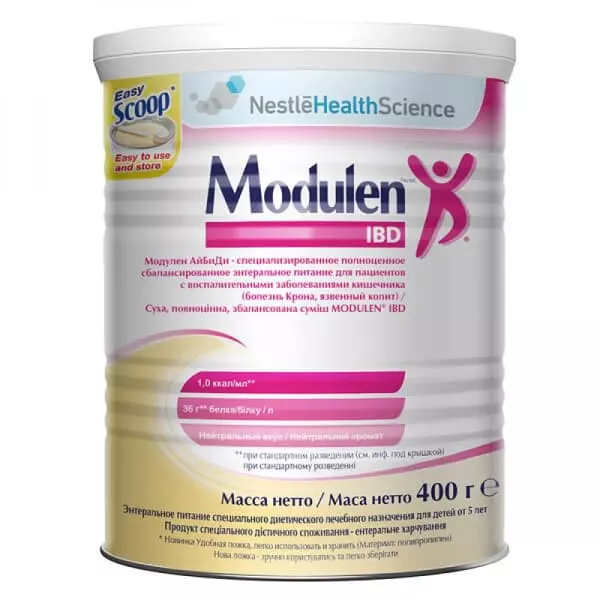 Easy
Scoop*
Easy to use
and store
NestléHealthScience
Modulen
IBD
Модулен АйБиДи - специализированное полноценное
сбалансированное энтеральное питание для пациентов
с воспалительными заболеваниями кишечника
(болезнь Крона, язвенный колит) /
Суха, повноцінна, збалансована суміш MODULEN® IBD
1,0 ккал/мл**
36 г** белка/білку / л
Нейтральный вкус / Нейтральний аромат
**при стандартном разведении (см. инф. под крышкой)
при стандартному розведенні
Масса нетто / Маса нетто 400 г ℮
Энтеральное питание специального диетического лечебного назначения для детей от 5 лет
Продукт спеціального дієтичного споживання - ентеральне харчування
* Новинка Удобная ложка, легко использовать и хранить (Материал: полипропилен)
Нова ложка - зручно користуватись та легко зберігати